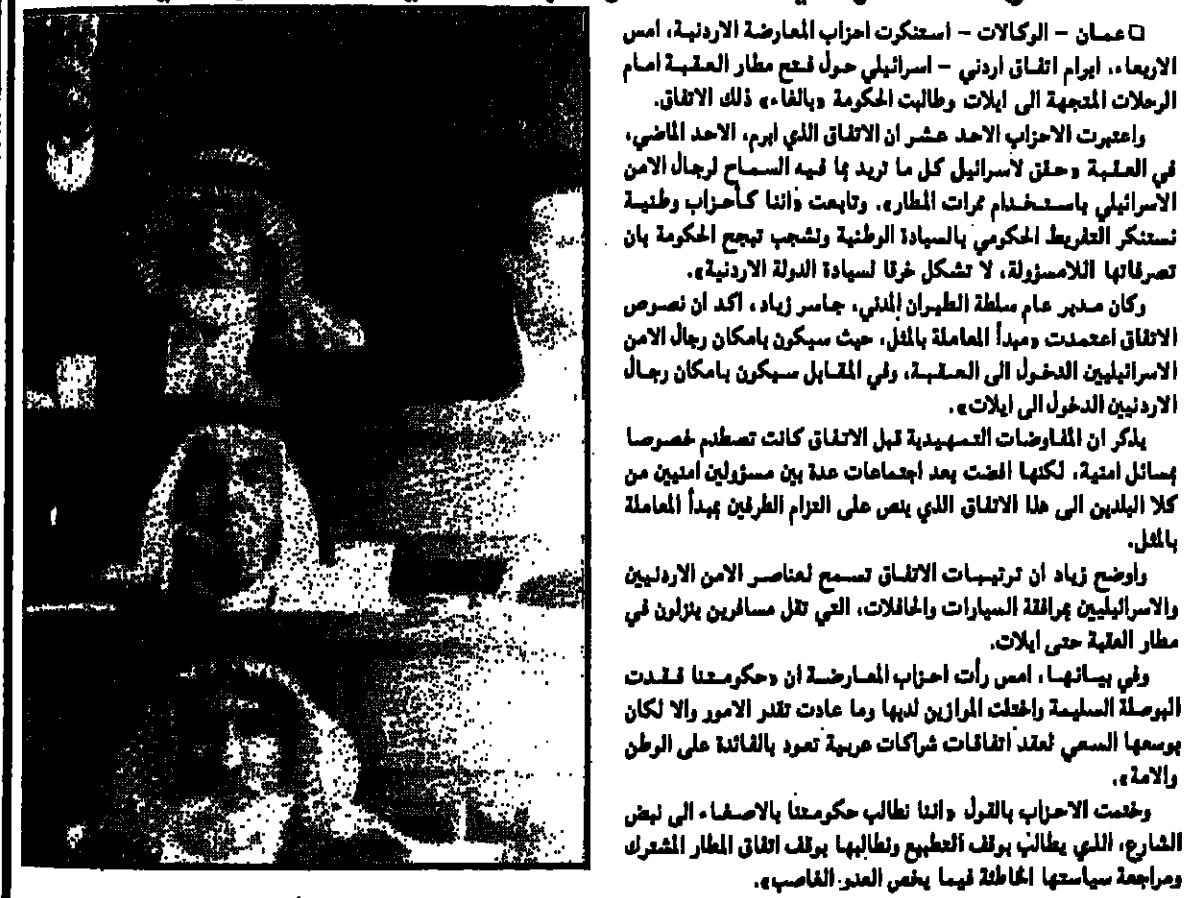 عمان - الوكالات - استنكرت احزاب المعارضة الاردنية، امس
الاربعاء، ابرام اتفاق اردني - اسرائيلي حول فتح مطار العقبة امام
الرحلات المتجهة الى ايلات وطالبت الحكومة «بالغاء» ذلك الاتفاق.
واعتبرت الاحزاب الاحد عشر ان الاتفاق الذي ابرم، الاحد الماضي،
في العقبة «حقق لاسرائيل كل ما تريد بما فيه السماح لرجال الامن
الاسرائيلي باستخدام ممرات المطار». وتابعت «اننا كأحزاب وطنية
نستنكر التفريط الحكومي بالسيادة الوطنية ونشجب تبجح الحكومة بان
تصرفاتها اللامسؤولة، لا تشكل خرقا لسيادة الدولة الاردنية».
وكان مدير عام سلطة الطيران المدني، جاسر زياد، اكد ان نصوص
الاتفاق اعتمدت «مبدأ المعاملة بالمثل، حيث سيكون بامكان رجال الامن
الاسرائيليين الدخول الى العقبة، وفي المقابل سيكون بامكان رجال
الاردنيين الدخول الى ايلات».
يذكر ان المفاوضات التمهيدية قبل الاتفاق كانت تصطدم خصوصا
بمسائل امنية، لكنها افضت بعد اجتماعات عدة بين مسؤولين امنيين من
كلا البلدين الى هذا الاتفاق الذي ينص على التزام الطرفين بمبدأ المعاملة
بالمثل.
واوضح زياد ان ترتيبات الاتفاق تسمح لعناصر الامن الاردنيين
والاسرائيليين بمرافقة السيارات والحافلات، التي تقل مسافرين ينزلون في
مطار العقبة حتى ايلات.
وفي بيانها، امس رأت احزاب المعارضة ان «حكومتنا فقدت
البوصلة السليمة واختلت الموازين لديها وما عادت تقدر الامور والا لكان
بوسعها السعي لعقد اتفاقات شراكات عربية تعود بالفائدة على الوطن
والامة».
وختمت الاحزاب بالقول «اننا نطالب حكومتنا بالاصغاء الى نبض
الشارع، الذي يطالب بوقف التطبيع ونطالبها بوقف اتفاق المطار المشترك
ومراجعة سياستها الخاطئة فيما يخص العدو الغاصب».